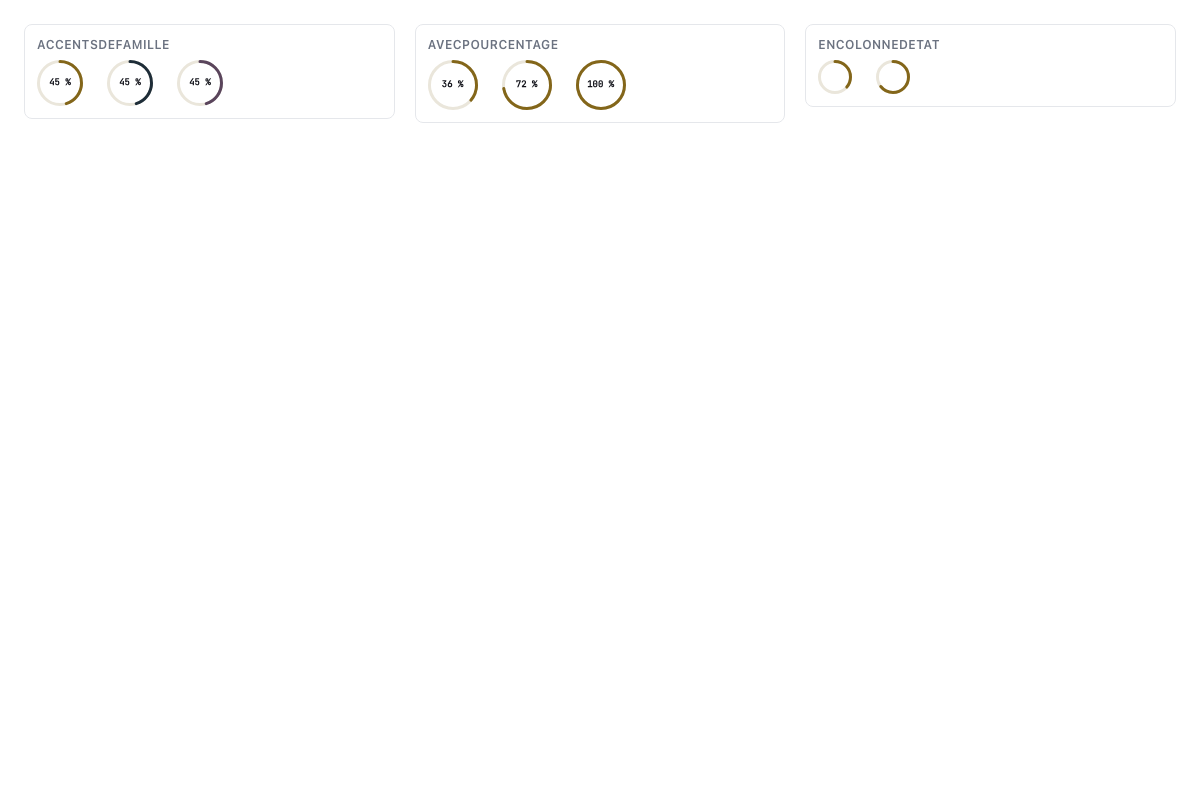 ACCENTSDEFAMILLE
45 % 45 % 45 %
AVECPOURCENTAGE
36 % 72 % 100 %
ENCOLONNEDETAT